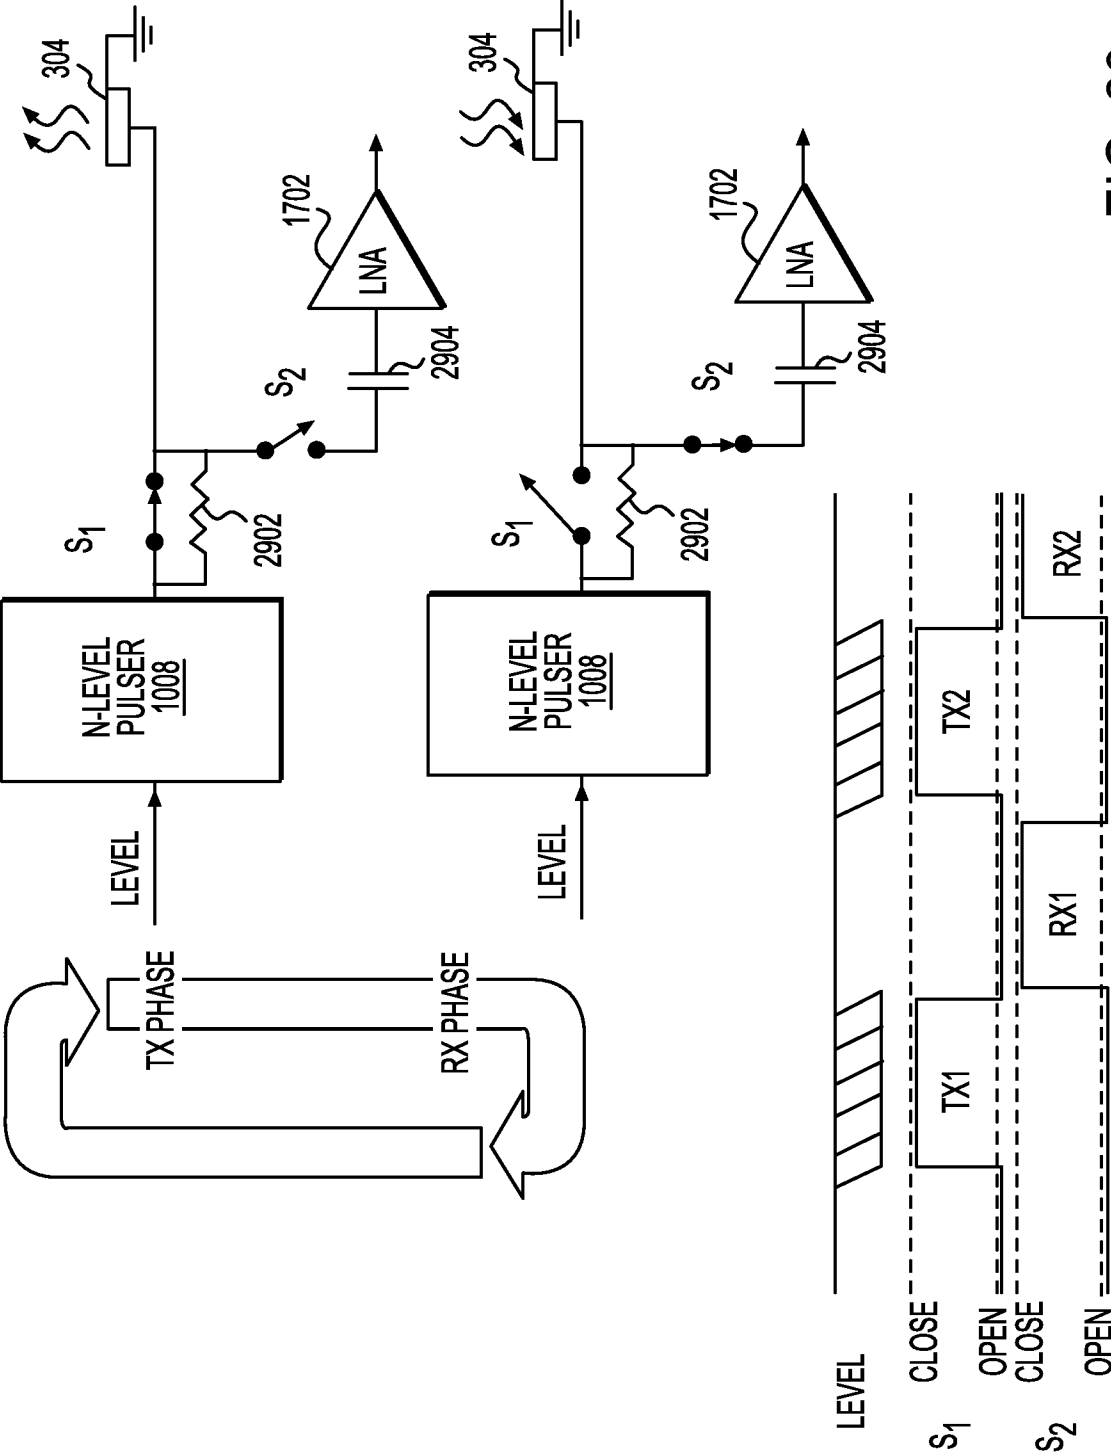 TX PHASE
LEVEL
N-LEVEL
PULSER
1008
S1
2902
S2
2904
LNA
1702
304
RX PHASE
LEVEL
N-LEVEL
PULSER
1008
S1
2902
S2
2904
LNA
1702
304
LEVEL
S1
CLOSE
OPEN
TX1
TX2
S2
CLOSE
OPEN
RX1
RX2